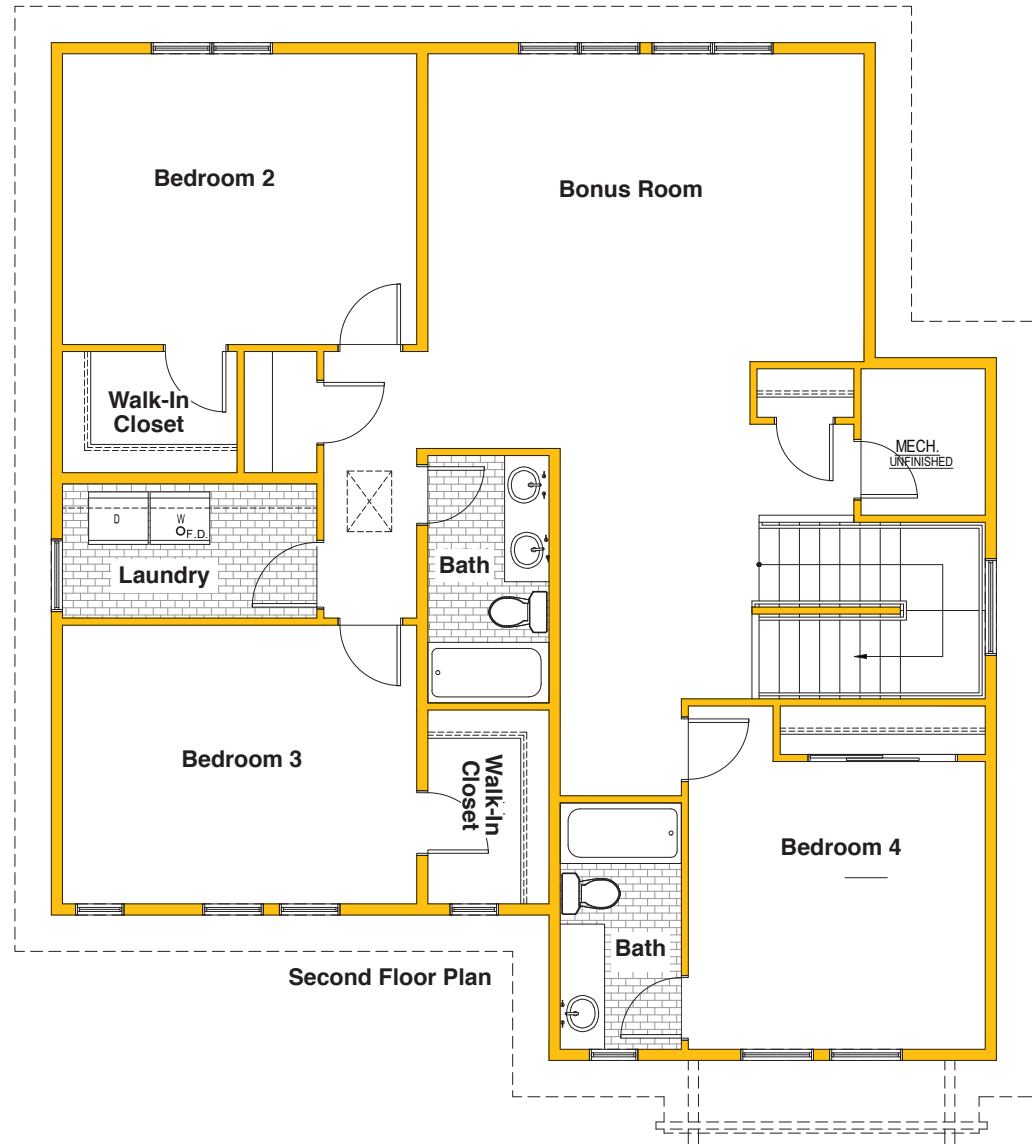 Bedroom 2
Bonus Room
Walk-In
Closet
MECH.
UNFINISHED
D
W
F.D.
Laundry
Bath
Bedroom 3
Walk-In
Closet
Bedroom 4
Bath
Second Floor Plan